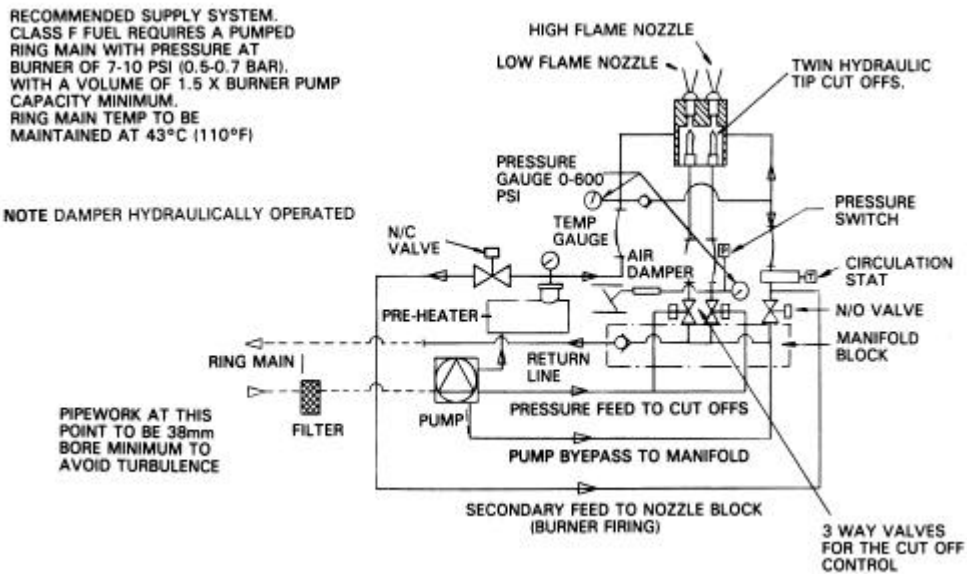 RECOMMENDED SUPPLY SYSTEM.
CLASS F FUEL REQUIRES A PUMPED
RING MAIN WITH PRESSURE AT
BURNER OF 7-10 PSI (0.5-0.7 BAR).
WITH A VOLUME OF 1.5 X BURNER PUMP
CAPACITY MINIMUM.
RING MAIN TEMP TO BE
MAINTAINED AT 43°C (110°F)
HIGH FLAME NOZZLE
LOW FLAME NOZZLE
TWIN HYDRAULIC
TIP CUT OFFS.
PRESSURE
GAUGE 0-600
PSI
NOTE DAMPER HYDRAULICALLY OPERATED
PRESSURE
SWITCH
N/C
VALVE
TEMP
GAUGE
P
AIR
DAMPER
CIRCULATION
STAT
T
N/O VALVE
PRE-HEATER
MANIFOLD
BLOCK
RING MAIN
RETURN
LINE
PIPEWORK AT THIS
POINT TO BE 38mm
BORE MINIMUM TO
AVOID TURBULENCE
FILTER
PUMP
PRESSURE FEED TO CUT OFFS
PUMP BYEPASS TO MANIFOLD
SECONDARY FEED TO NOZZLE BLOCK
(BURNER FIRING)
3 WAY VALVES
FOR THE CUT OFF
CONTROL